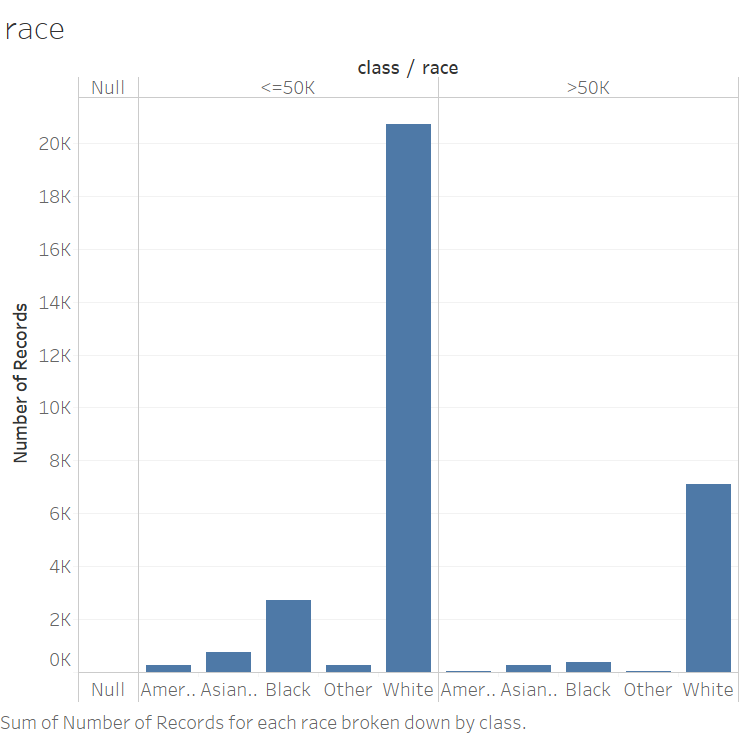 race
class / race
Null <=50K >50K
20K
18K
16K
14K
12K
10K
8K
6K
4K
2K
0K
Number of Records
Null Amer.. Asian.. Black Other White Amer.. Asian.. Black Other White
Sum of Number of Records for each race broken down by class.